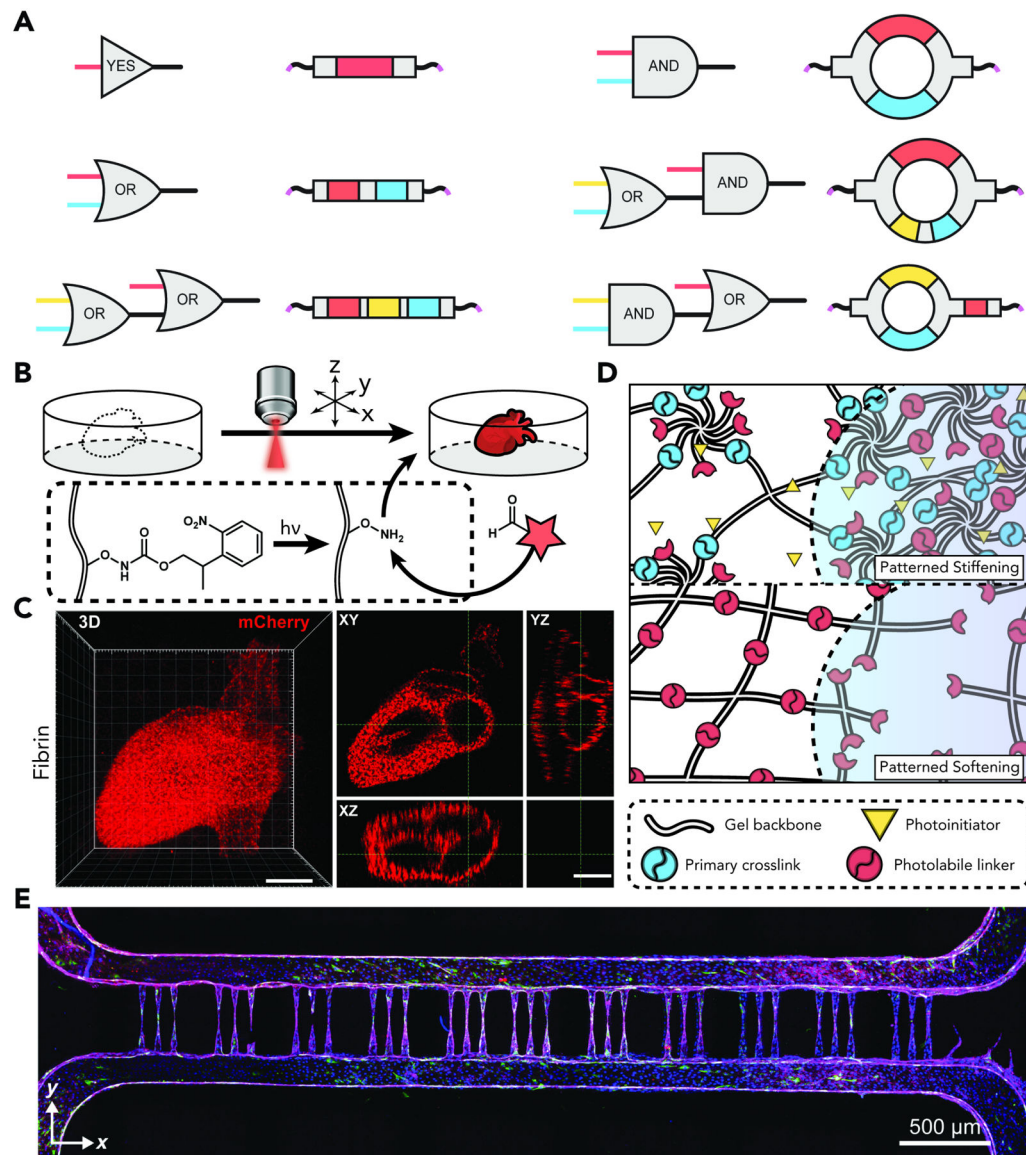 A
YES
AND
OR
OR
AND
OR
OR
AND
OR
B
z
y
x
O₂N
O
N
H
O
O
hν
O
NH₂
O
H
C
3D
mCherry
Fibrin
XY
YZ
XZ
D
Patterned Stiffening
Patterned Softening
Gel backbone
Photoinitiator
Primary crosslink
Photolabile linker
E
y
x
500 µm